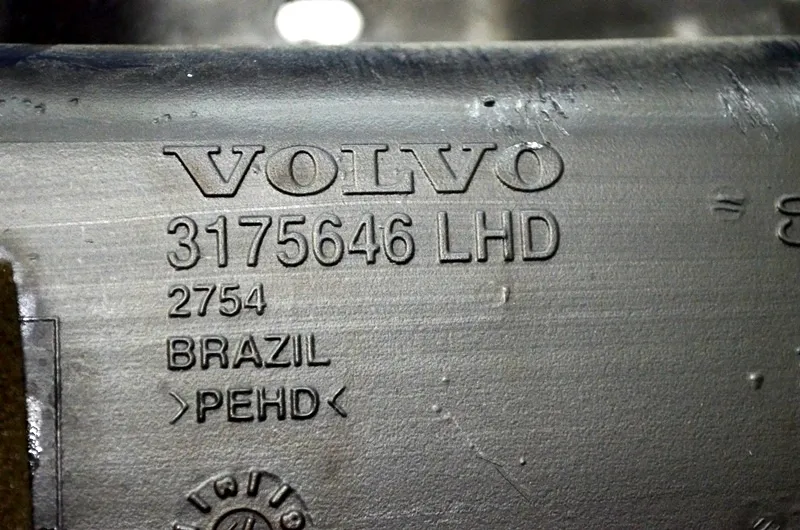 VOLVO
3175646 LHD
2754
BRAZIL
>PEHD<